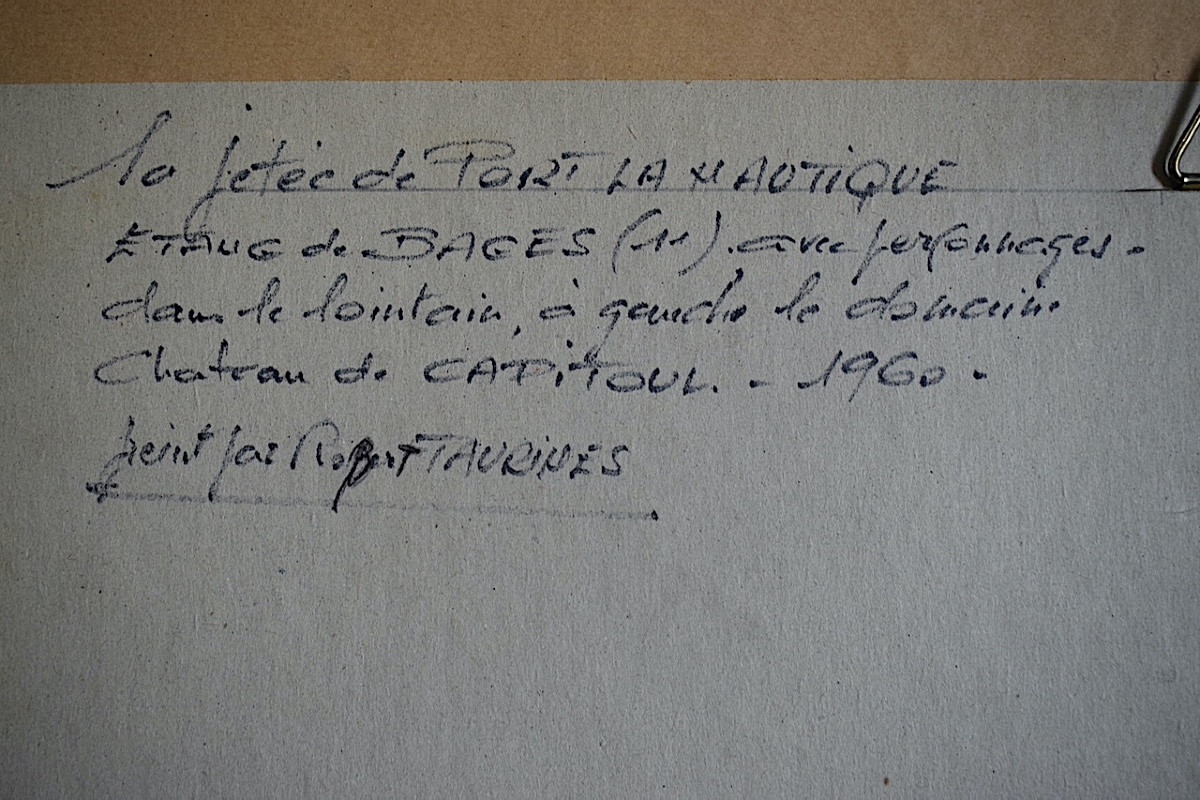 la jetée de PORT LA NAUTIQUE
ETANG de BAGES (11). avec personnages.
dans le lointain, à gauche le domaine
Chateau de CAPITOUL. - 1960.
peint par Robert TAURINES